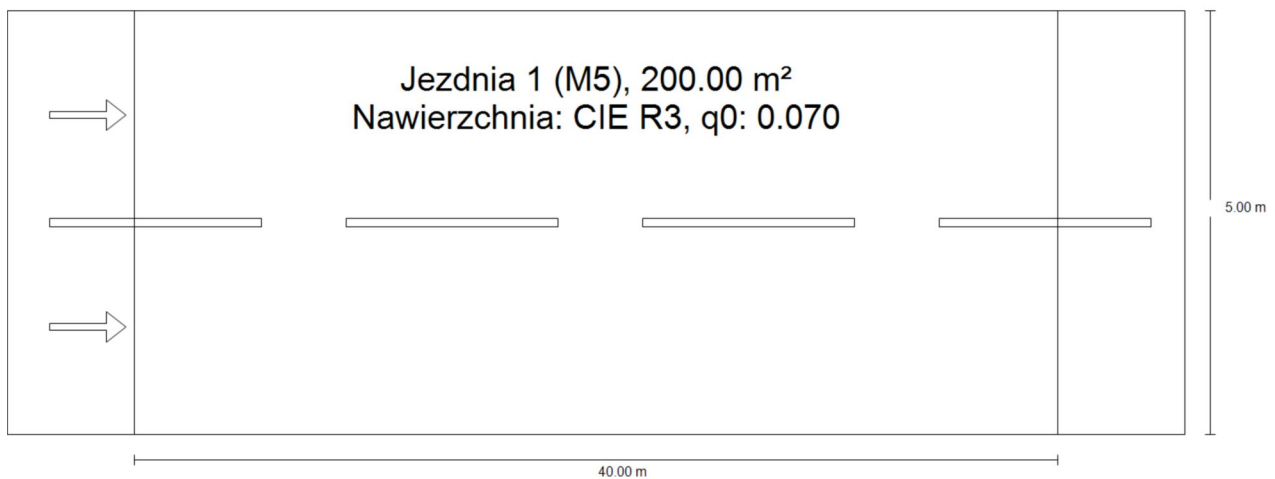 Jezdnia 1 (M5), 200.00 m²
Nawierzchnia: CIE R3, q0: 0.070
5.00 m
40.00 m